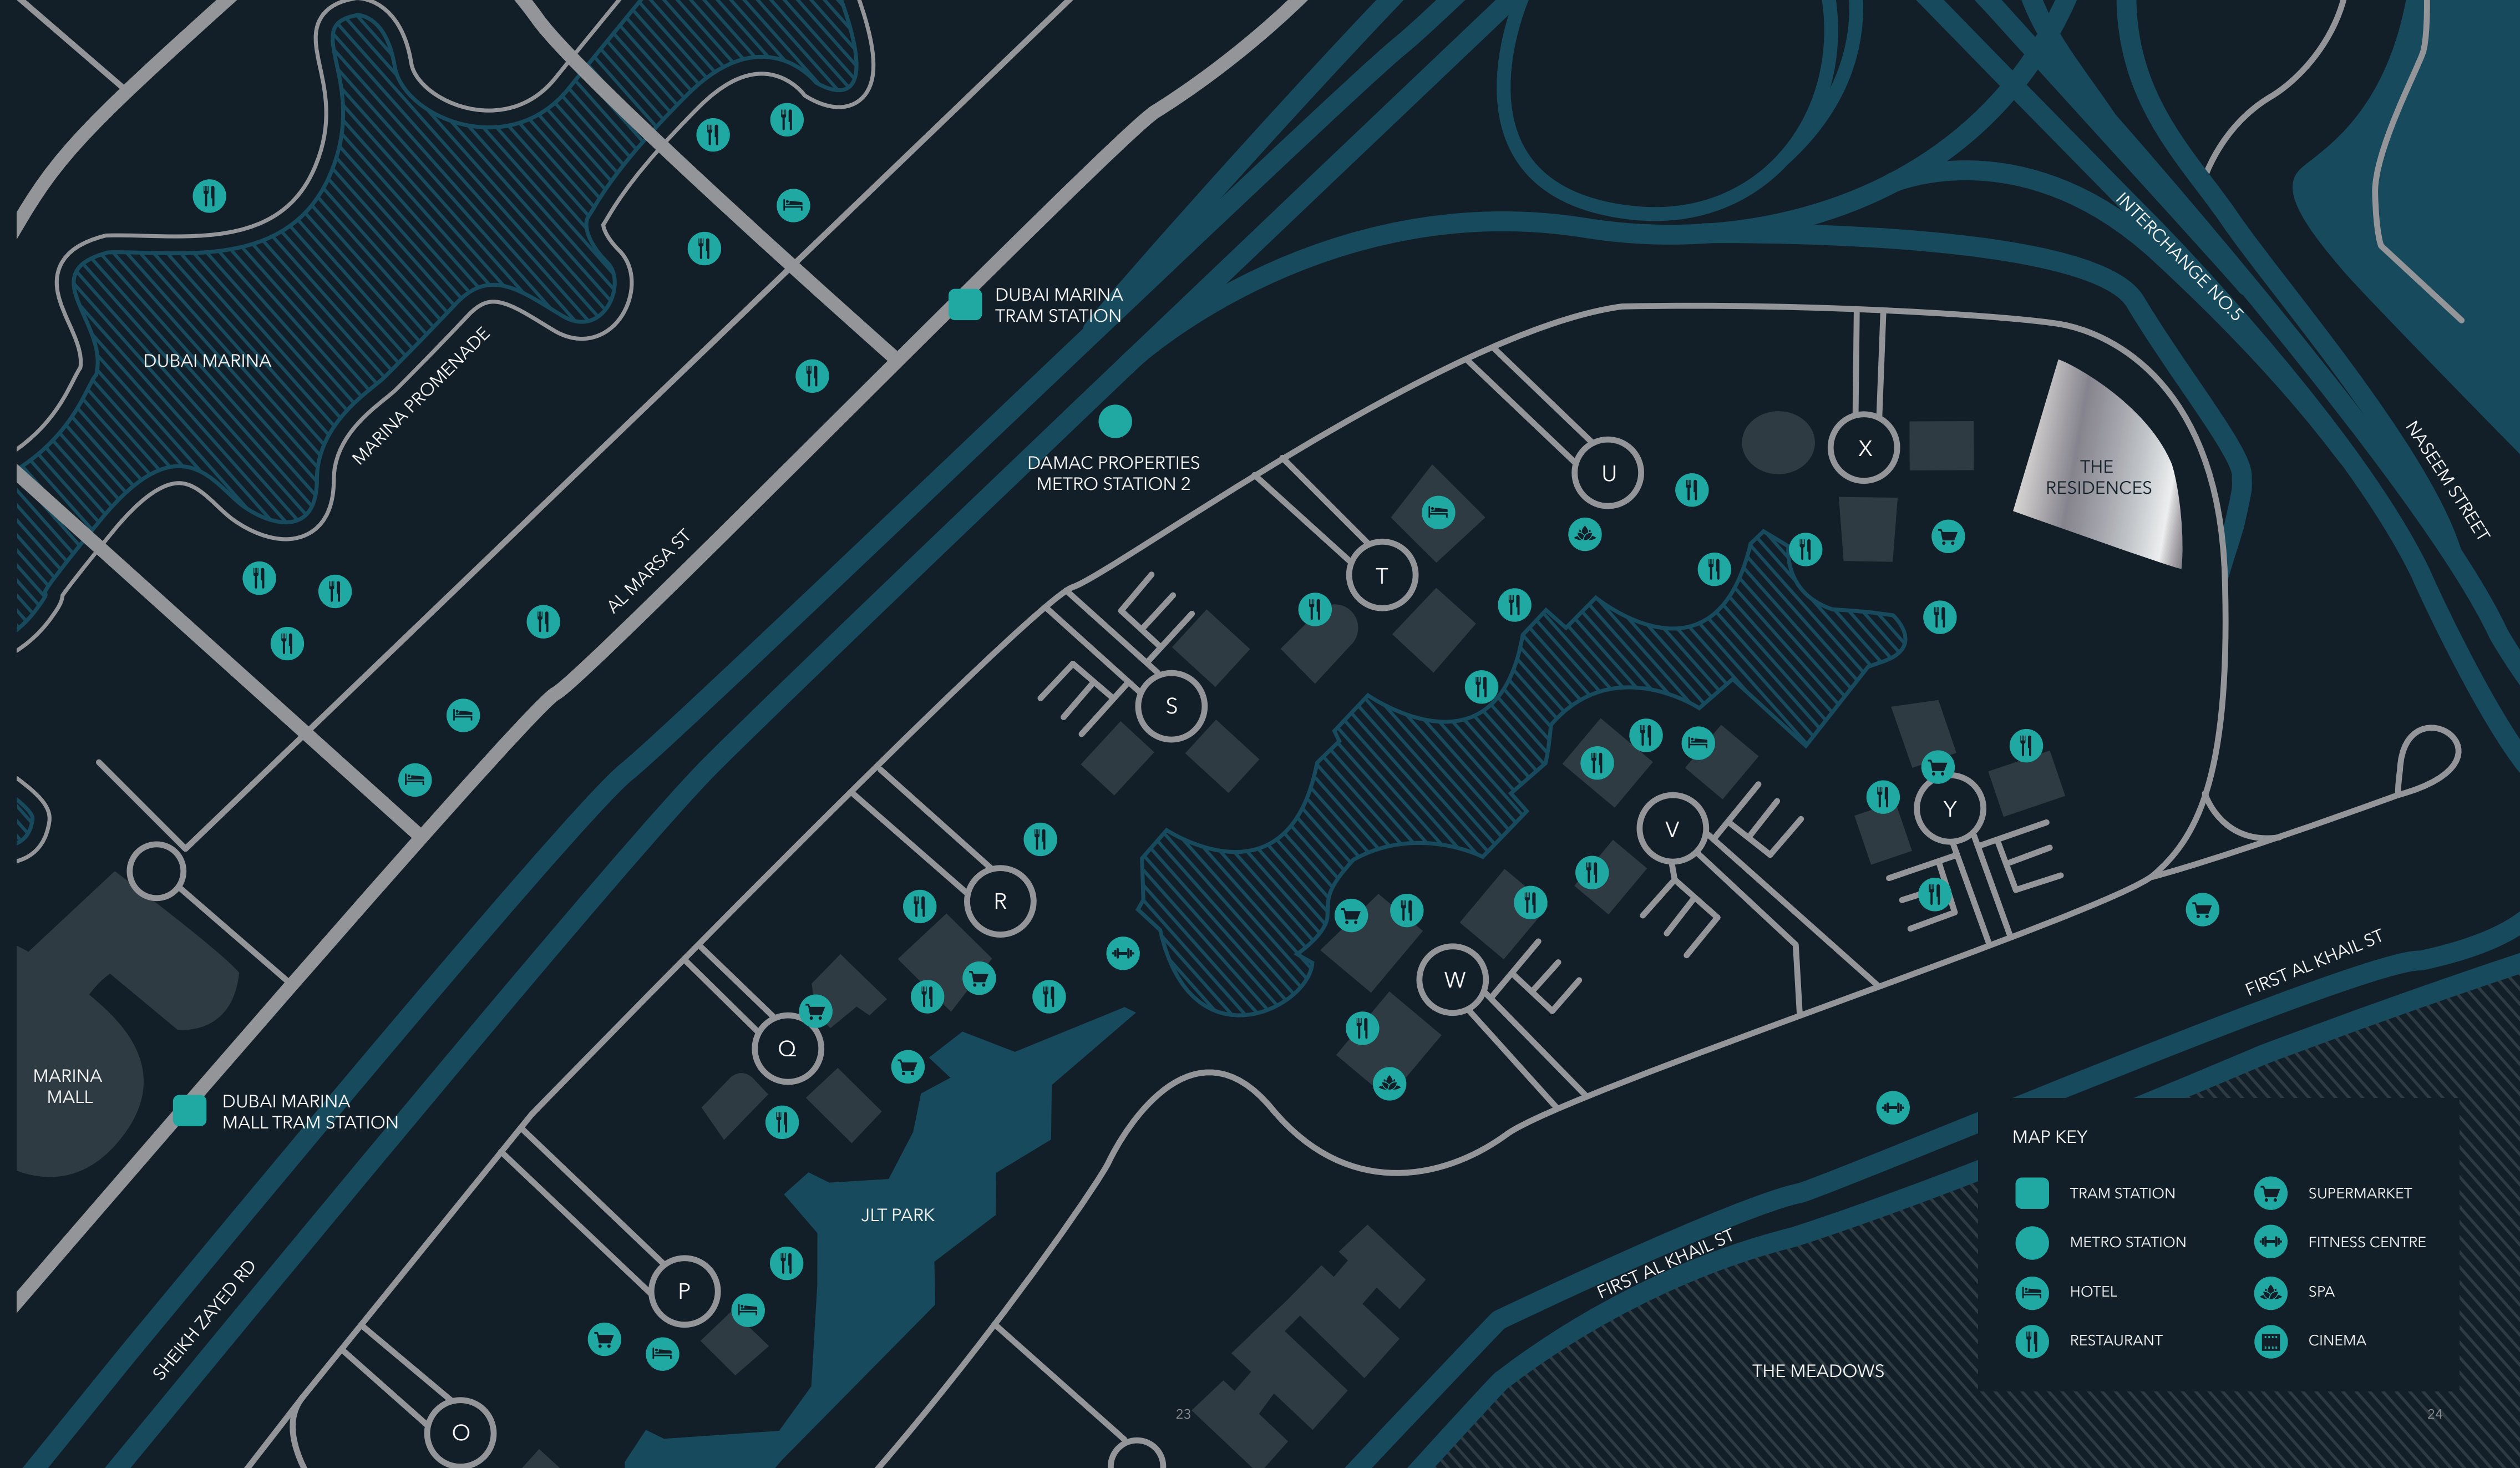 DUBAI MARINA
MARINA PROMENADE
AL MARSA ST
DUBAI MARINA
TRAM STATION
DAMAC PROPERTIES
METRO STATION 2
INTERCHANGE NO.5
NASEEM STREET
THE
RESIDENCES
X
U
T
S
V
Y
R
W
Q
P
O
FIRST AL KHAIL ST
MARINA
MALL
DUBAI MARINA
MALL TRAM STATION
SHEIKH ZAYED RD
JLT PARK
FIRST AL KHAIL ST
THE MEADOWS
MAP KEY
TRAM STATION
METRO STATION
HOTEL
RESTAURANT
SUPERMARKET
FITNESS CENTRE
SPA
CINEMA
23
24